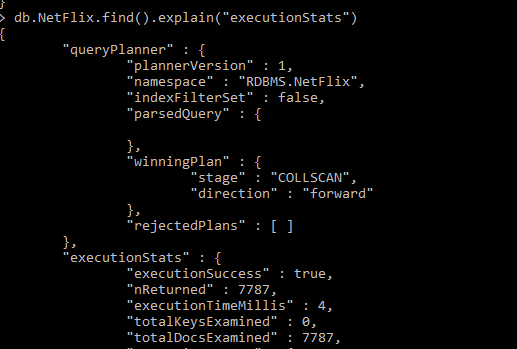 }
> db.NetFlix.find().explain("executionStats")
{
"queryPlanner" : {
"plannerVersion" : 1,
"namespace" : "RDBMS.NetFlix",
"indexFilterSet" : false,
"parsedQuery" : {
},
"winningPlan" : {
"stage" : "COLLSCAN",
"direction" : "forward"
},
"rejectedPlans" : [ ]
},
"executionStats" : {
"executionSuccess" : true,
"nReturned" : 7787,
"executionTimeMillis" : 4,
"totalKeysExamined" : 0,
"totalDocsExamined" : 7787,